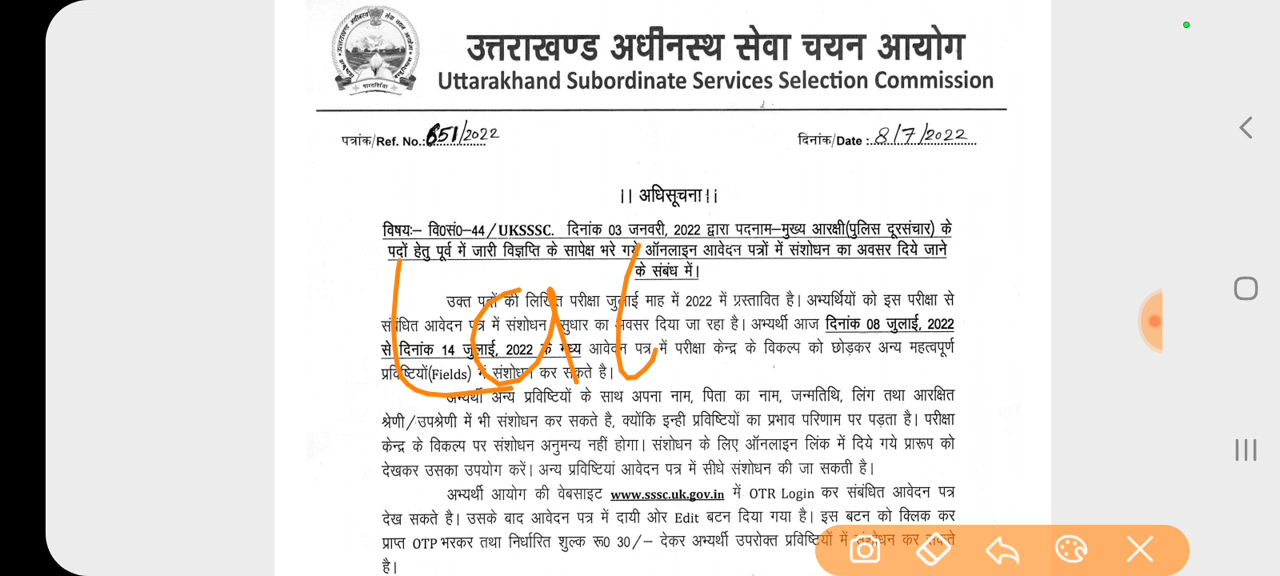 उत्तराखण्ड अधीनस्थ सेवा चयन आयोग
Uttarakhand Subordinate Services Selection Commission
पत्रांक/Ref. No.:651/2022 दिनांक/Date : 8/7/2022
।। अधिसूचना।।
विषयः– वि0सं0–44/UKSSSC. दिनांक 03 जनवरी, 2022 द्वारा पदनाम–मुख्य आरक्षी(पुलिस दूरसंचार) के
पदों हेतु पूर्व में जारी विज्ञप्ति के सापेक्ष भरे गये ऑनलाइन आवेदन पत्रों में संशोधन का अवसर दिये जाने
के संबंध में।
उक्त पदों की लिखित परीक्षा जुलाई माह में 2022 में प्रस्तावित है। अभ्यर्थियों को इस परीक्षा से
संबंधित आवेदन पत्र में संशोधन सुधार का अवसर दिया जा रहा है। अभ्यर्थी आज दिनांक 08 जुलाई, 2022
से दिनांक 14 जुलाई, 2022 के मध्य आवेदन पत्र में परीक्षा केन्द्र के विकल्प को छोड़कर अन्य महत्वपूर्ण
प्रविष्टियों(Fields) में संशोधन कर सकते है।
अभ्यर्थी अन्य प्रविष्टियों के साथ अपना नाम, पिता का नाम, जन्मतिथि, लिंग तथा आरक्षित
श्रेणी/उपश्रेणी में भी संशोधन कर सकते है, क्योंकि इन्ही प्रविष्टियों का प्रभाव परिणाम पर पड़ता है। परीक्षा
केन्द्र के विकल्प पर संशोधन अनुमन्य नहीं होगा। संशोधन के लिए ऑनलाइन लिंक में दिये गये प्रारूप को
देखकर उसका उपयोग करें। अन्य प्रविष्टियां आवेदन पत्र में सीधे संशोधन की जा सकती है।
अभ्यर्थी आयोग की वेबसाइट www.sssc.uk.gov.in में OTR Login कर संबंधित आवेदन पत्र
देख सकते है। उसके बाद आवेदन पत्र में दायी ओर Edit बटन दिया गया है। इस बटन को क्लिक कर
प्राप्त OTP भरकर तथा निर्धारित शुल्क रू0 30/– देकर अभ्यर्थी उपरोक्त प्रविष्टियों में संशोधन कर सकते
है।